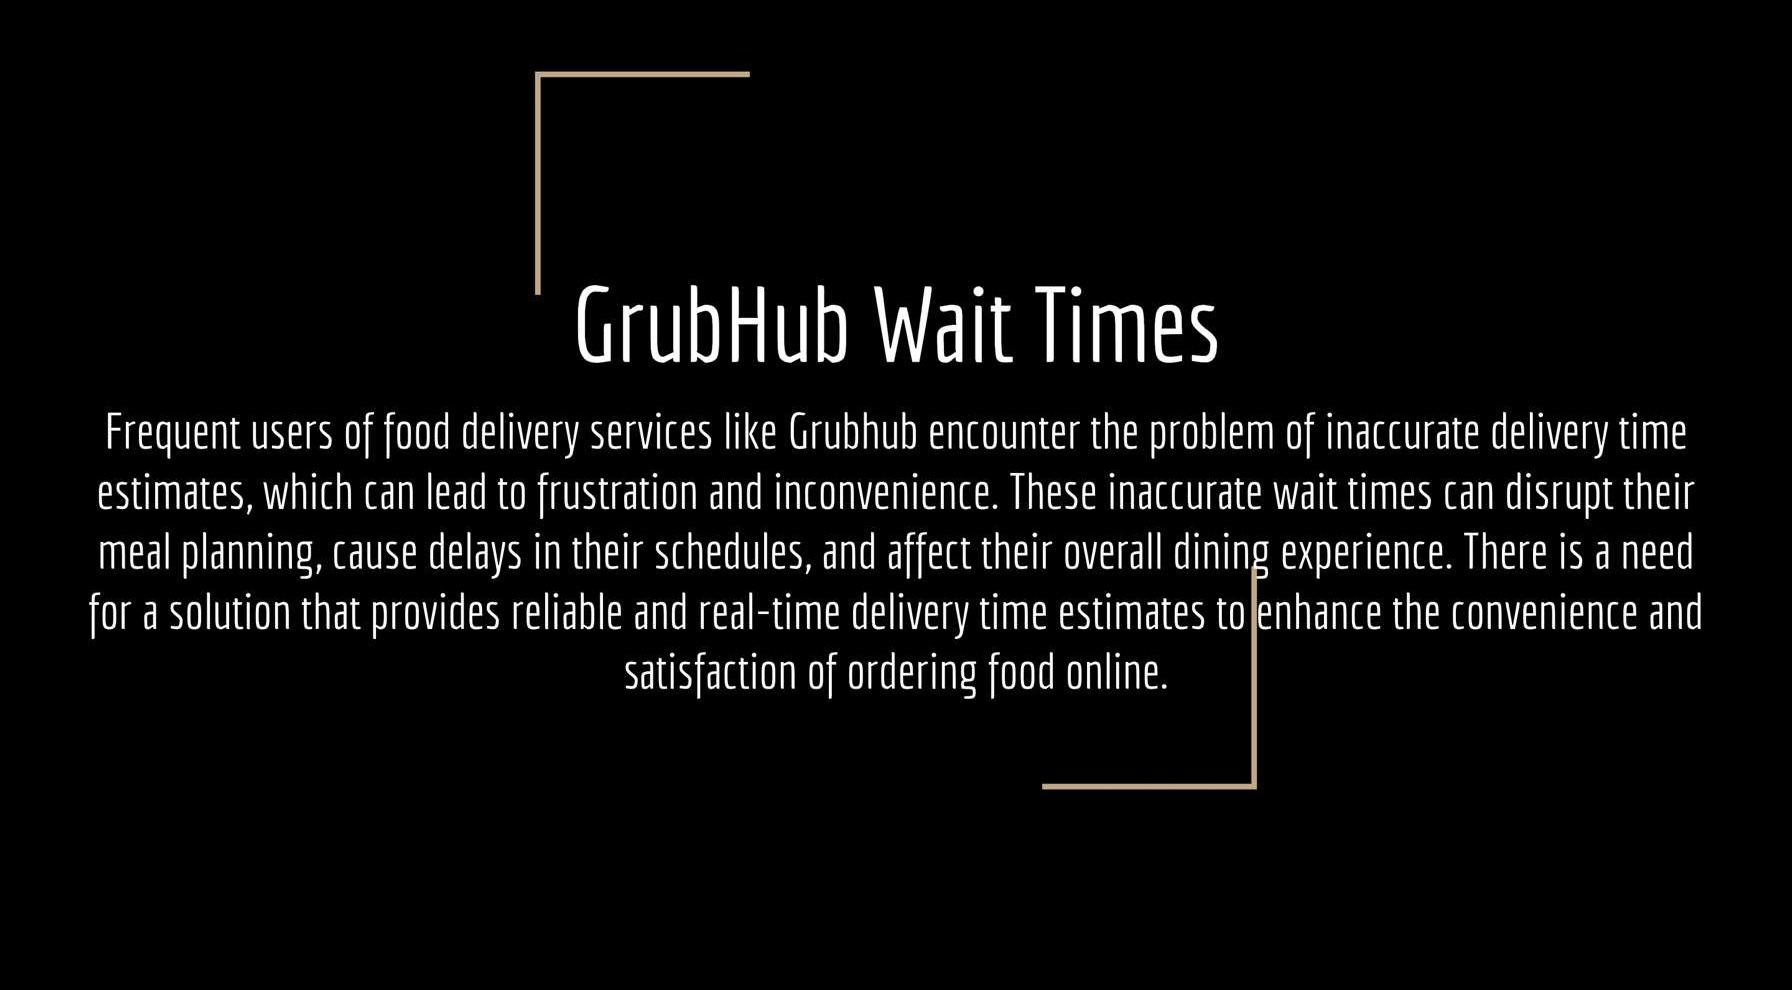 GrubHub Wait Times
Frequent users of food delivery services like Grubhub encounter the problem of inaccurate delivery time
estimates, which can lead to frustration and inconvenience. These inaccurate wait times can disrupt their
meal planning, cause delays in their schedules, and affect their overall dining experience. There is a need
for a solution that provides reliable and real-time delivery time estimates to enhance the convenience and
satisfaction of ordering food online.